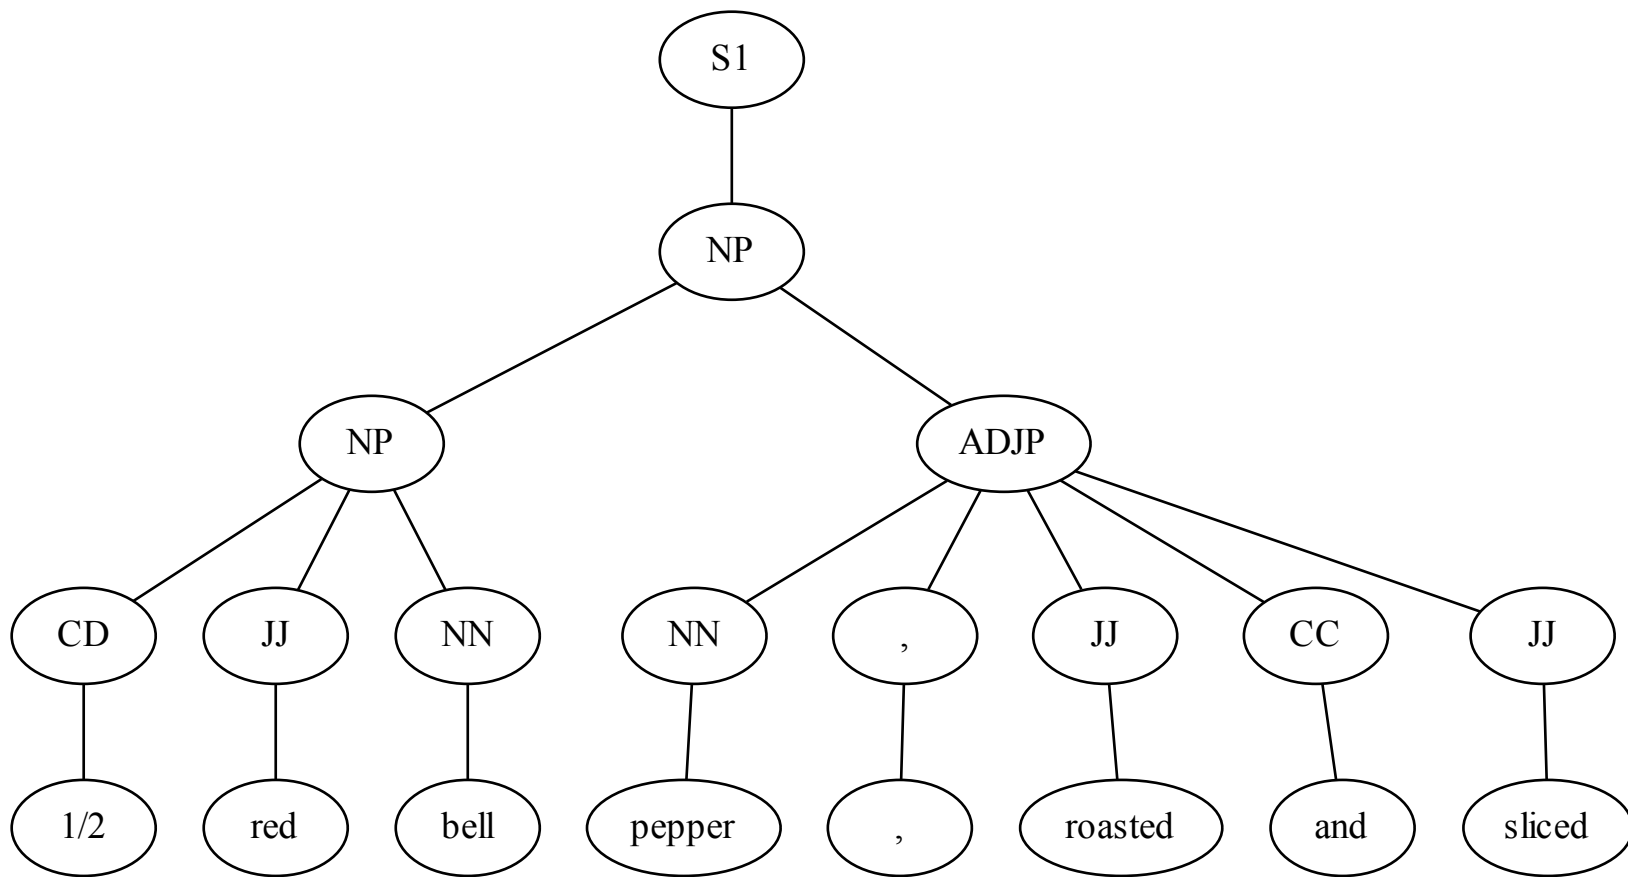 S1
NP
NP ADJP
CD JJ NN NN , JJ CC JJ
1/2 red bell pepper , roasted and sliced